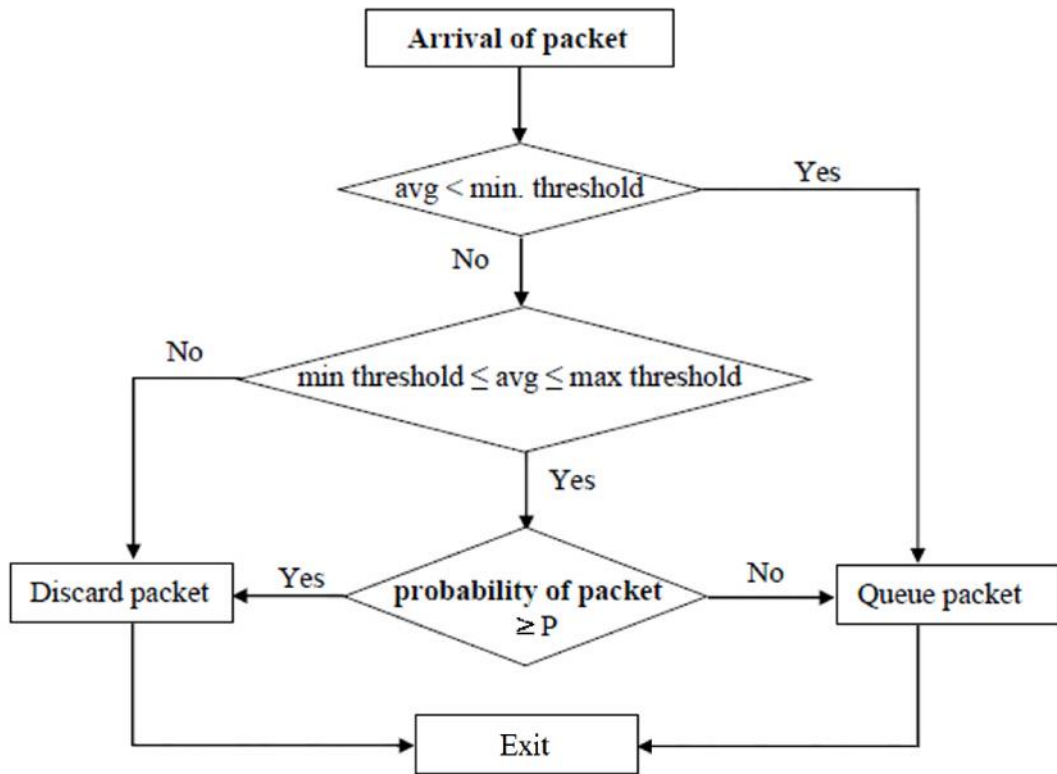 Arrival of packet
avg < min. threshold
Yes
No
No
min threshold ≤ avg ≤ max threshold
Yes
Discard packet
Yes
probability of packet
≥ P
No
Queue packet
Exit